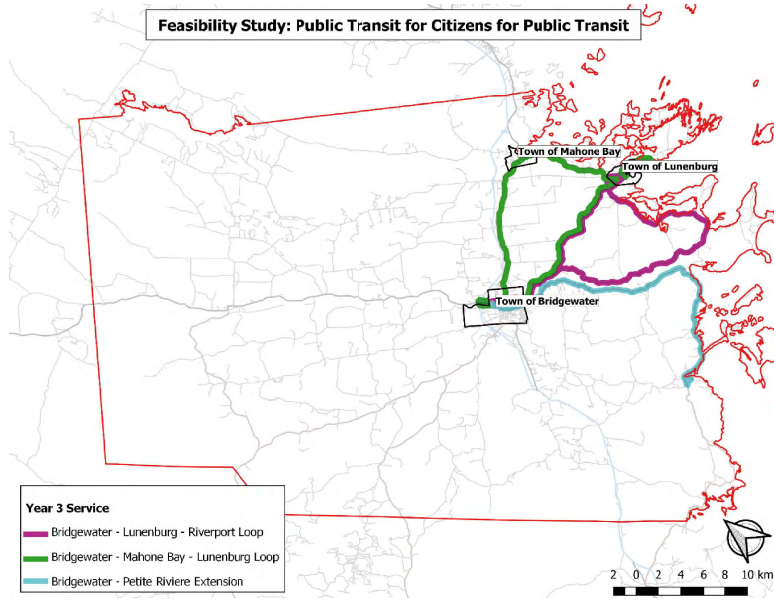 Feasibility Study: Public Transit for Citizens for Public Transit
Town of Mahone Bay
Town of Lunenburg
Town of Bridgewater
Year 3 Service
Bridgewater - Lunenburg - Riverport Loop
Bridgewater - Mahone Bay - Lunenburg Loop
Bridgewater - Petite Riviere Extension
2 0 2 4 6 8 10 km